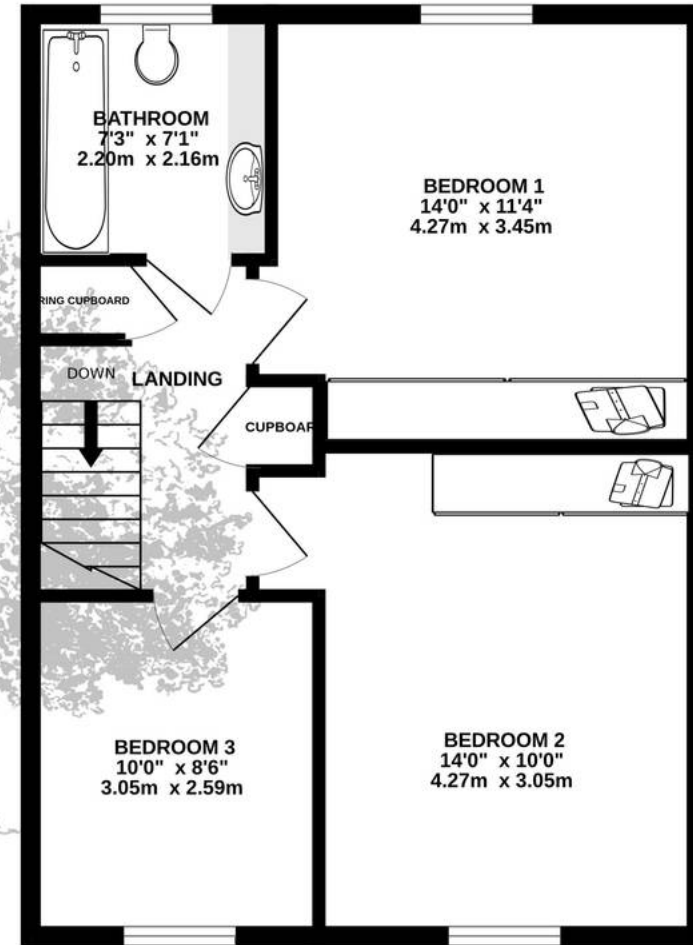 BATHROOM
7'3" x 7'1"
2.20m x 2.16m
BEDROOM 1
14'0" x 11'4"
4.27m x 3.45m
RING CUPBOARD
DOWN
LANDING
CUPBOAR
BEDROOM 3
10'0" x 8'6"
3.05m x 2.59m
BEDROOM 2
14'0" x 10'0"
4.27m x 3.05m